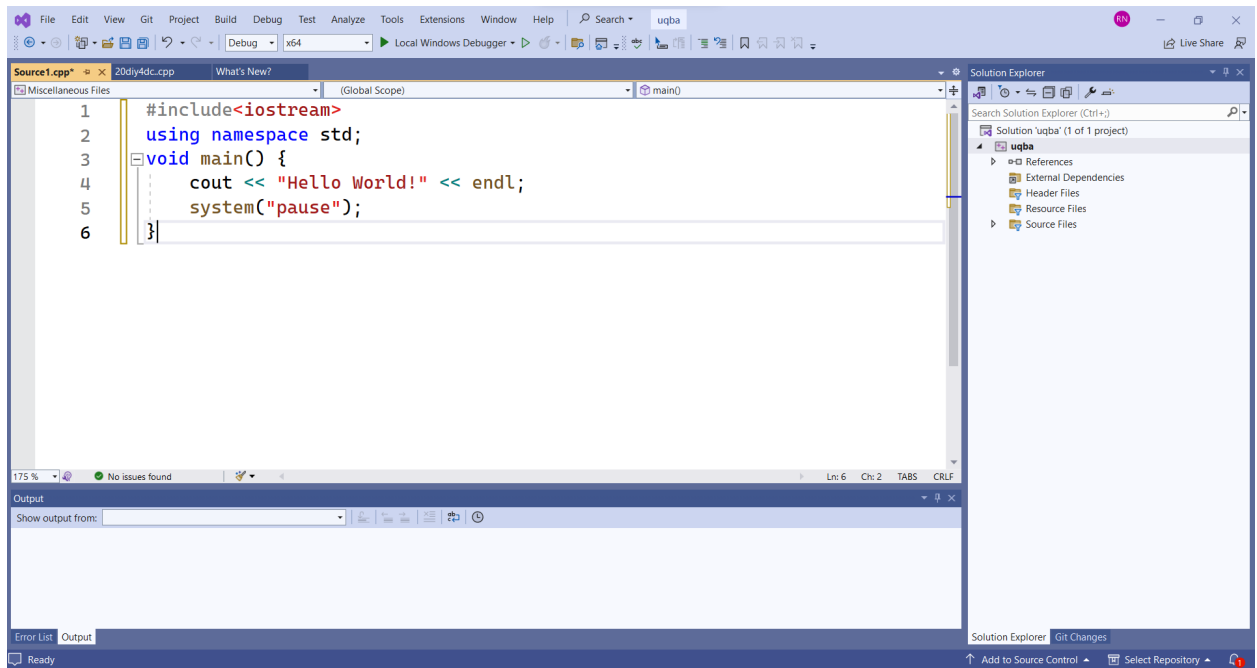 File Edit View Git Project Build Debug Test Analyze Tools Extensions Window Help Search uqba RN
Debug x64 Local Windows Debugger Live Share
Source1.cpp* 20diy4dc..cpp What's New?
Miscellaneous Files (Global Scope) main()
1 #include<iostream>
2 using namespace std;
3 void main() {
4 cout << "Hello World!" << endl;
5 system("pause");
6 }
175 % No issues found Ln: 6 Ch: 2 TABS CRLF
Output
Show output from:
Error List Output
Solution Explorer
Search Solution Explorer (Ctrl+;)
Solution 'uqba' (1 of 1 project)
uqba
References
External Dependencies
Header Files
Resource Files
Source Files
Solution Explorer Git Changes
Ready Add to Source Control Select Repository 1